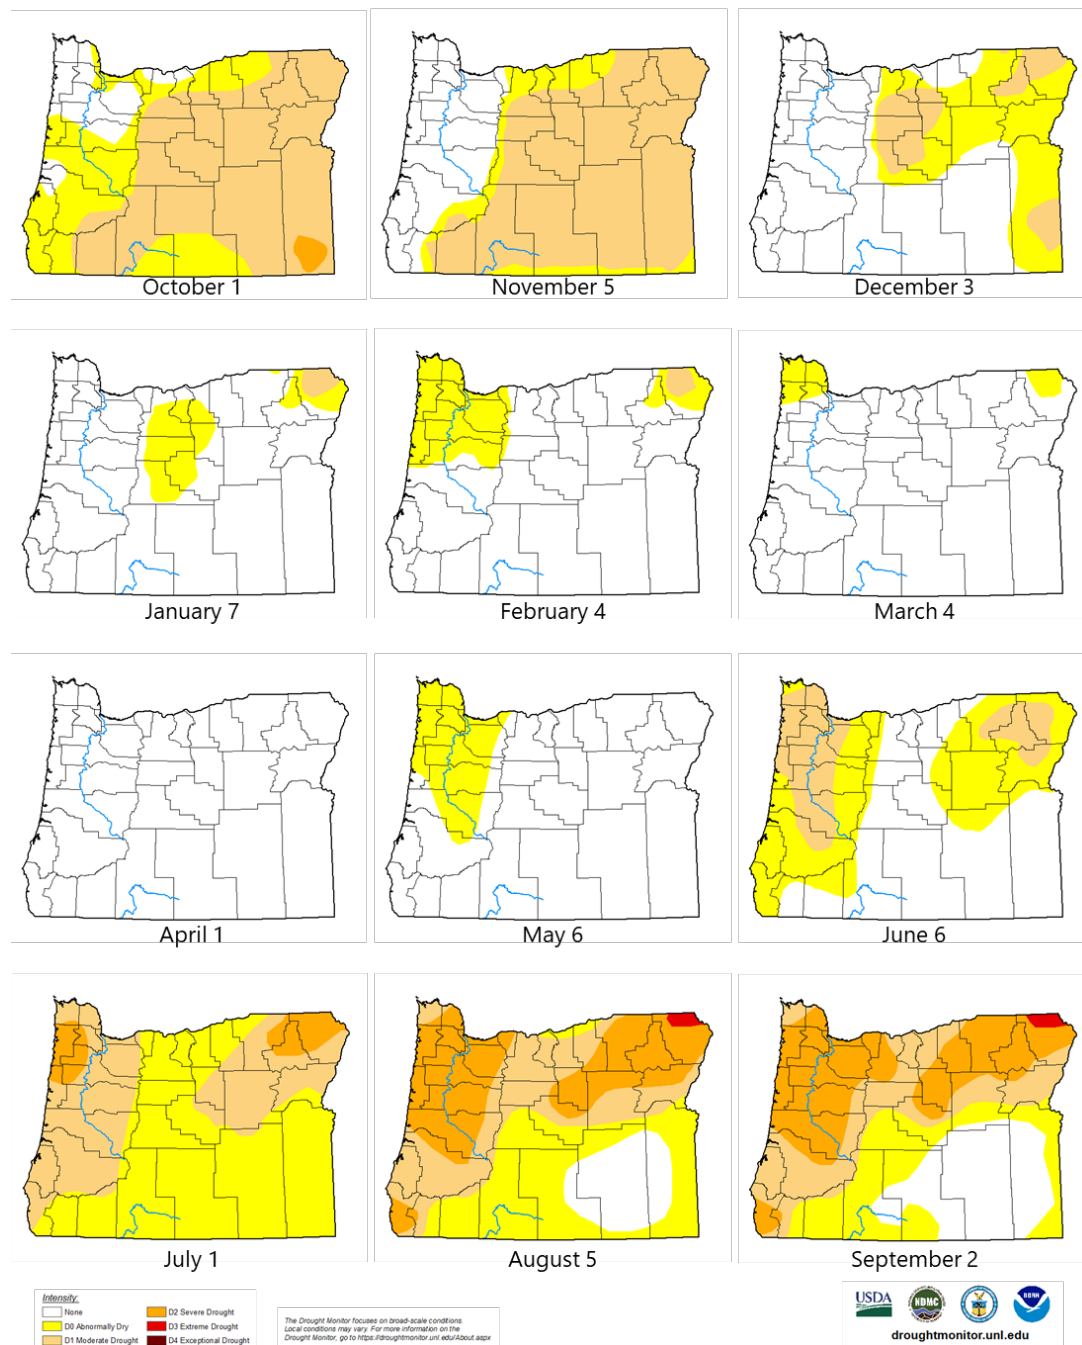 October 1
November 5
December 3
January 7
February 4
March 4
April 1
May 6
June 6
July 1
August 5
September 2
Intensity:
None
D0 Abnormally Dry
D1 Moderate Drought
D2 Severe Drought
D3 Extreme Drought
D4 Exceptional Drought
The Drought Monitor focuses on broad-scale conditions.
Local conditions may vary. For more information on the
Drought Monitor, go to https://droughtmonitor.unl.edu/About.aspx
USDA
NDMC
NOAA
droughtmonitor.unl.edu